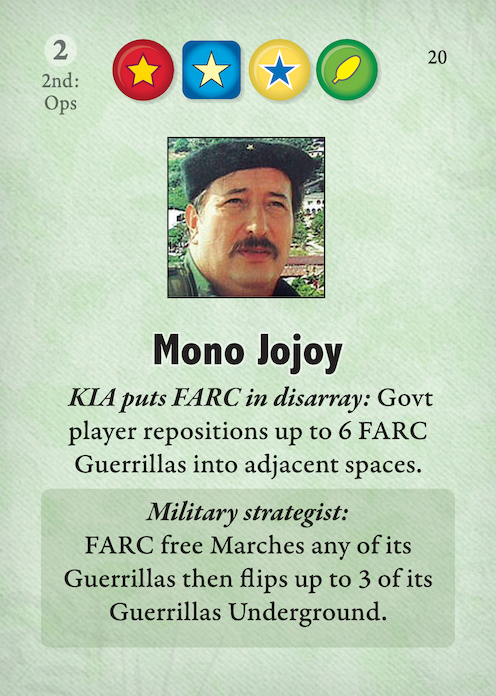 2
2nd:
Ops
20
Mono Jojoy
KIA puts FARC in disarray: Govt
player repositions up to 6 FARC
Guerrillas into adjacent spaces.
Military strategist:
FARC free Marches any of its
Guerrillas then flips up to 3 of its
Guerrillas Underground.